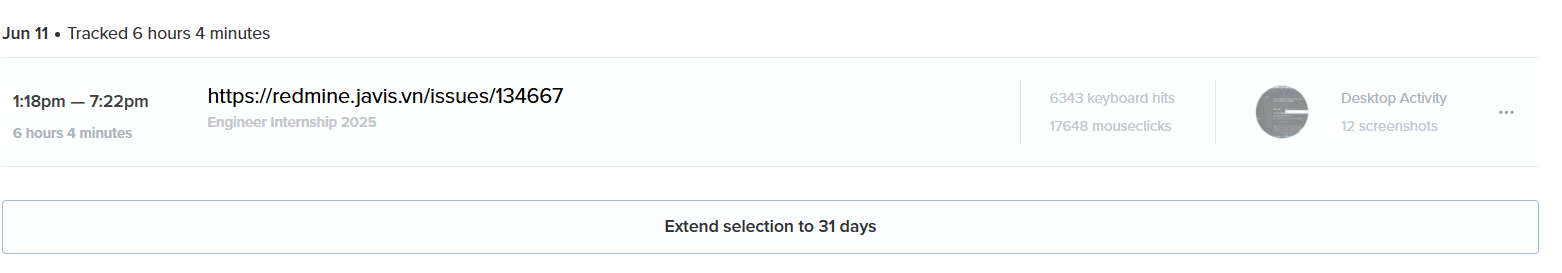 Jun 11 • Tracked 6 hours 4 minutes
1:18pm — 7:22pm
6 hours 4 minutes
https://redmine.javis.vn/issues/134667
Engineer Internship 2025
6343 keyboard hits
17648 mouseclicks
Desktop Activity
12 screenshots
Extend selection to 31 days